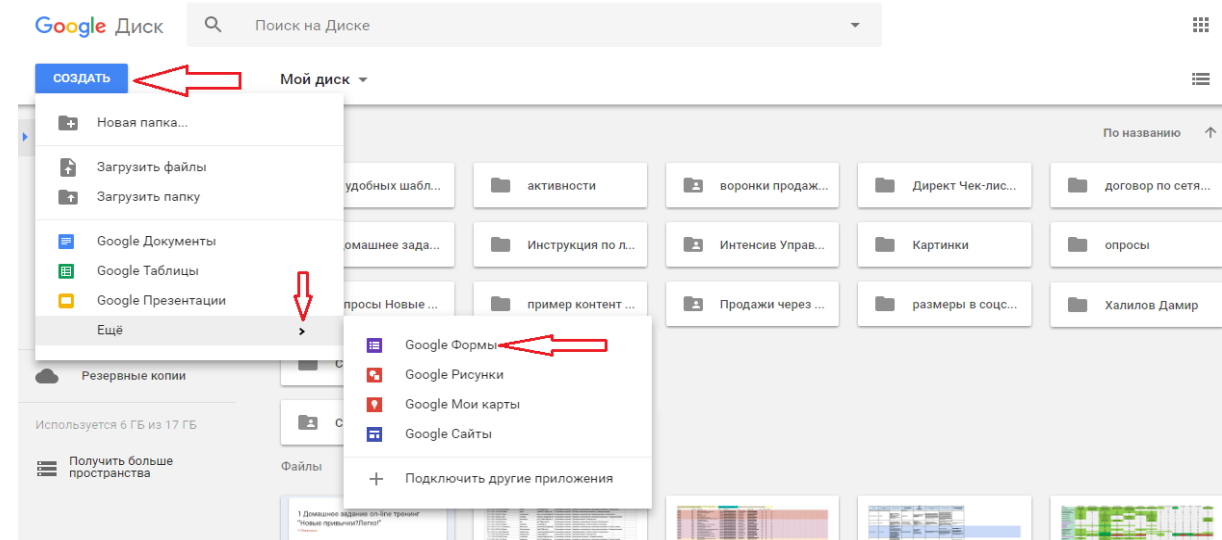 Google Диск
Поиск на Диске
СОЗДАТЬ
Мой диск
Новая папка...
По названию
Загрузить файлы
Загрузить папку
удобных шабл...
активности
воронки продаж...
Директ Чек-лис...
договор по сетя...
Google Документы
омашнее зада...
Инструкция по л...
Интенсив Управ...
Картинки
опросы
Google Таблицы
Google Презентации
просы Новые ...
пример контент ...
Продажи через ...
размеры в соцс...
Халилов Дамир
Ещё
Google Формы
Google Рисунки
Google Мои карты
Google Сайты
Подключить другие приложения
Резервные копии
С
С
Используется 6 ГБ из 17 ГБ
Получить больше
пространства
Файлы
1 Домашнее задание on-line тренинг
"Новые привычки?Легко!"